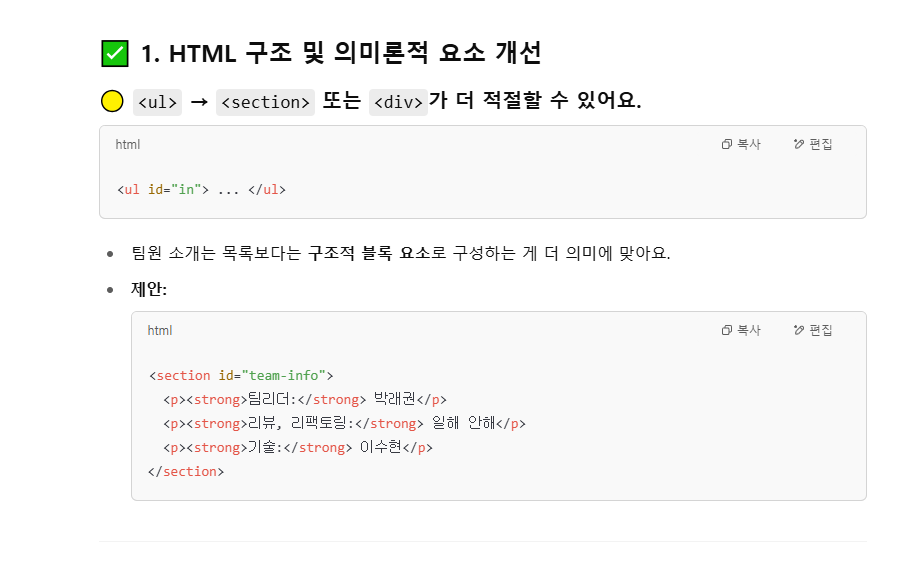 ✅ 1. HTML 구조 및 의미론적 요소 개선
🟡 <ul> → <section> 또는 <div>가 더 적절할 수 있어요.
html 복사 편집
<ul id="in"> ... </ul>
• 팀원 소개는 목록보다는 구조적 블록 요소로 구성하는 게 더 의미에 맞아요.
• 제안:
html 복사 편집
<section id="team-info">
<p><strong>팀리더:</strong> 박래권</p>
<p><strong>리뷰, 리팩토링:</strong> 일해 안해</p>
<p><strong>기술:</strong> 이수현</p>
</section>